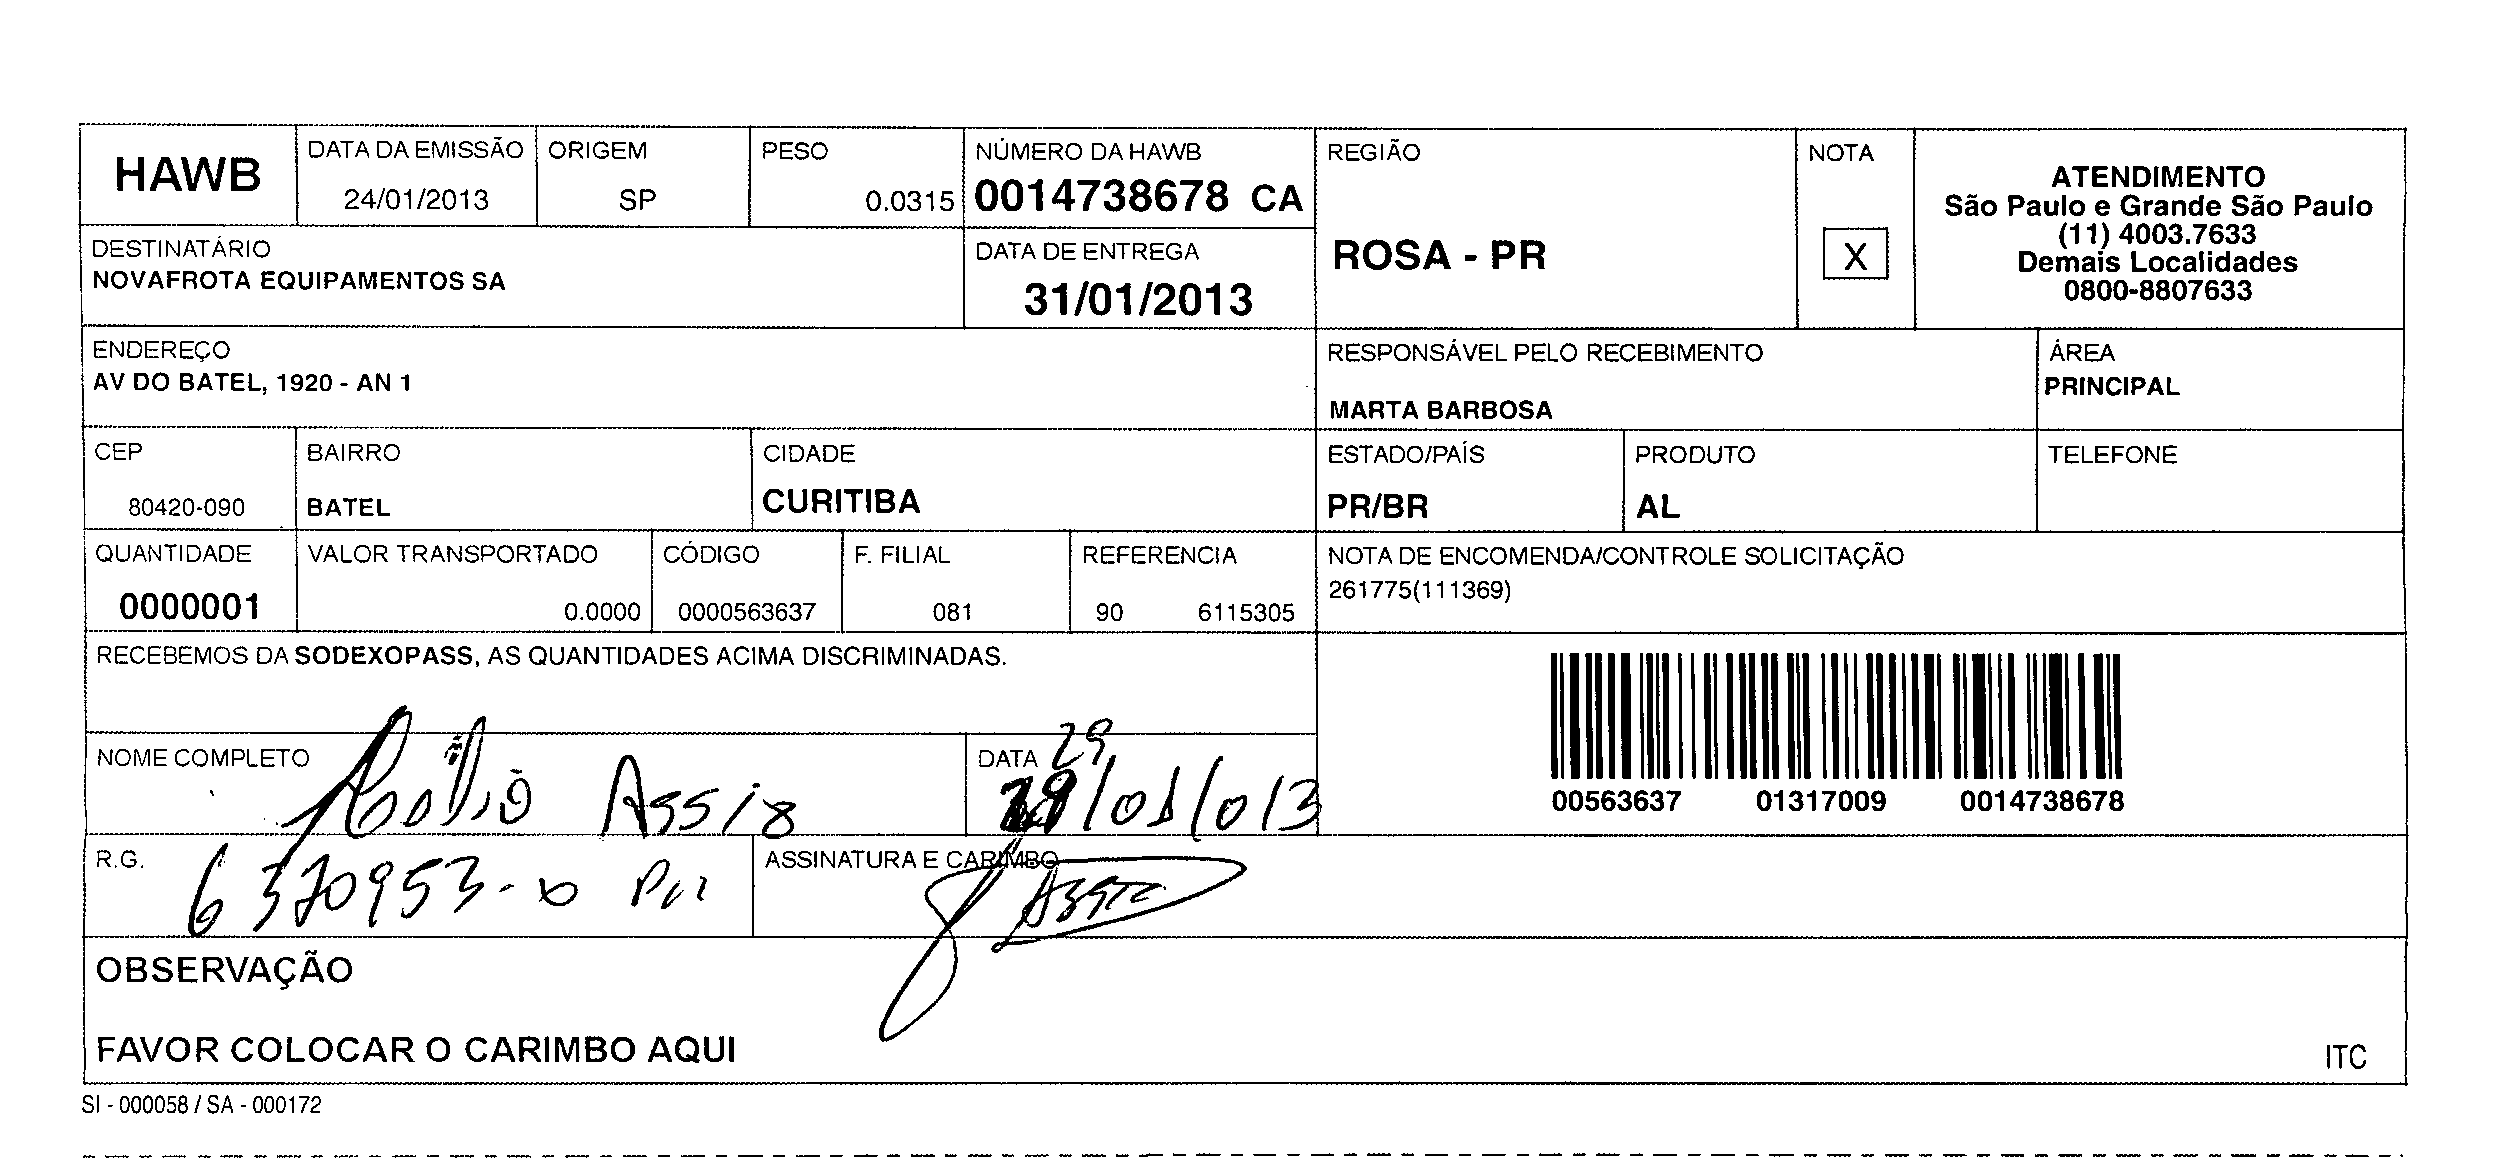 HAWB
DATA DA EMISSÃO
24/01/2013
ORIGEM
SP
PESO
0.0315
NÚMERO DA HAWB
0014738678 CA
REGIÃO
ROSA - PR
NOTA
X
ATENDIMENTO
São Paulo e Grande São Paulo
(11) 4003.7633
Demais Localidades
0800-8807633
DESTINATÁRIO
NOVAFROTA EQUIPAMENTOS SA
DATA DE ENTREGA
31/01/2013
ENDEREÇO
AV DO BATEL, 1920 - AN 1
RESPONSÁVEL PELO RECEBIMENTO
MARTA BARBOSA
ÁREA
PRINCIPAL
CEP
80420-090
BAIRRO
BATEL
CIDADE
CURITIBA
ESTADO/PAÍS
PR/BR
PRODUTO
AL
TELEFONE
QUANTIDADE
0000001
VALOR TRANSPORTADO
0.0000
CÓDIGO
0000563637
F. FILIAL
081
REFERENCIA
90 6115305
NOTA DE ENCOMENDA/CONTROLE SOLICITAÇÃO
261775(111369)
RECEBEMOS DA SODEXOPASS, AS QUANTIDADES ACIMA DISCRIMINADAS.
00563637 01317009 0014738678
NOME COMPLETO
Assis
DATA
29
/01/013
R.G.
6370953-0 PR
ASSINATURA E CARIMBO
OBSERVAÇÃO
FAVOR COLOCAR O CARIMBO AQUI
ITC
SI - 000058 / SA - 000172